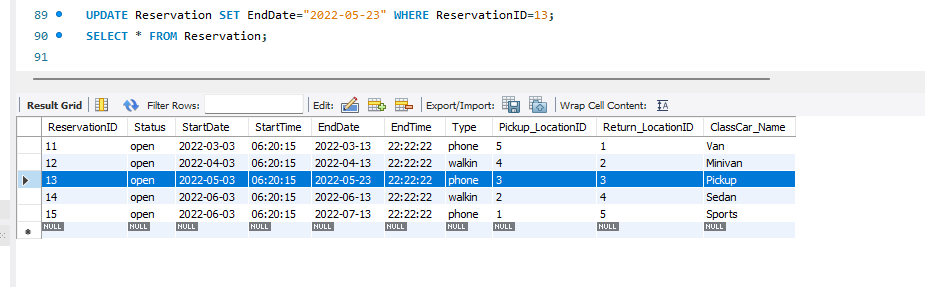 89 UPDATE Reservation SET EndDate="2022-05-23" WHERE ReservationID=13;
90 SELECT * FROM Reservation;
91
Result Grid Filter Rows: Edit: Export/Import: Wrap Cell Content:
ReservationID Status StartDate StartTime EndDate EndTime Type Pickup_LocationID Return_LocationID ClassCar_Name
11 open 2022-03-03 06:20:15 2022-03-13 22:22:22 phone 5 1 Van
12 open 2022-04-03 06:20:15 2022-04-13 22:22:22 walkin 4 2 Minivan
13 open 2022-05-03 06:20:15 2022-05-23 22:22:22 phone 3 3 Pickup
14 open 2022-06-03 06:20:15 2022-06-13 22:22:22 walkin 2 4 Sedan
15 open 2022-06-03 06:20:15 2022-07-13 22:22:22 phone 1 5 Sports
NULL NULL NULL NULL NULL NULL NULL NULL NULL NULL